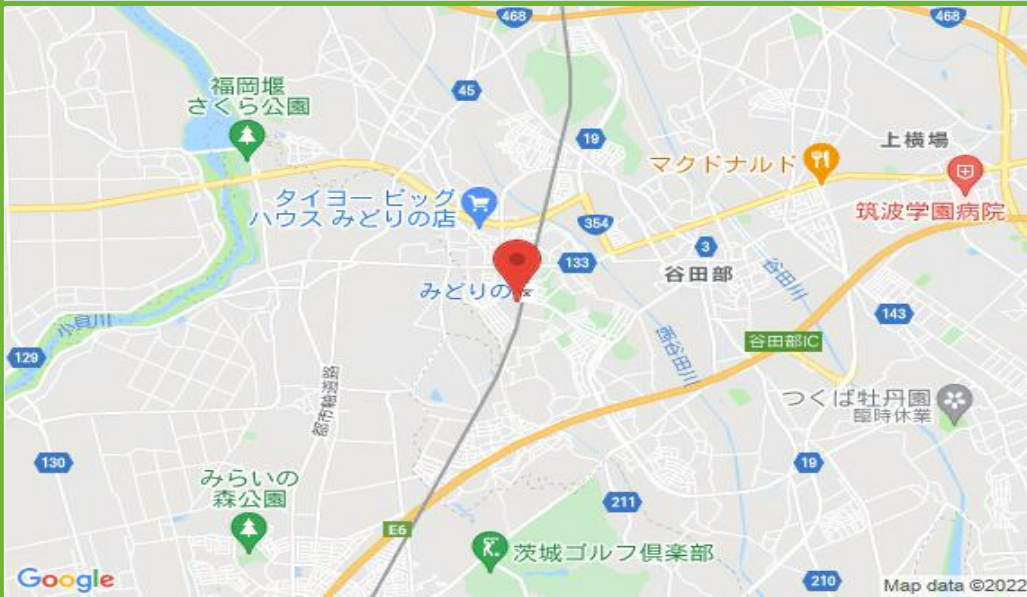 468
468
福岡堰
さくら公園
45
19
上横場
マクドナルド
タイヨー ビッグ
ハウス みどりの店
筑波学園病院
354
3
133
谷田部
谷田川
みどりの
小貝川
143
西谷田川
谷田部IC
129
都市軸道路
つくば牡丹園
臨時休業
130
19
みらいの
森公園
211
E6
茨城ゴルフ倶楽部
Google
210
Map data ©2022